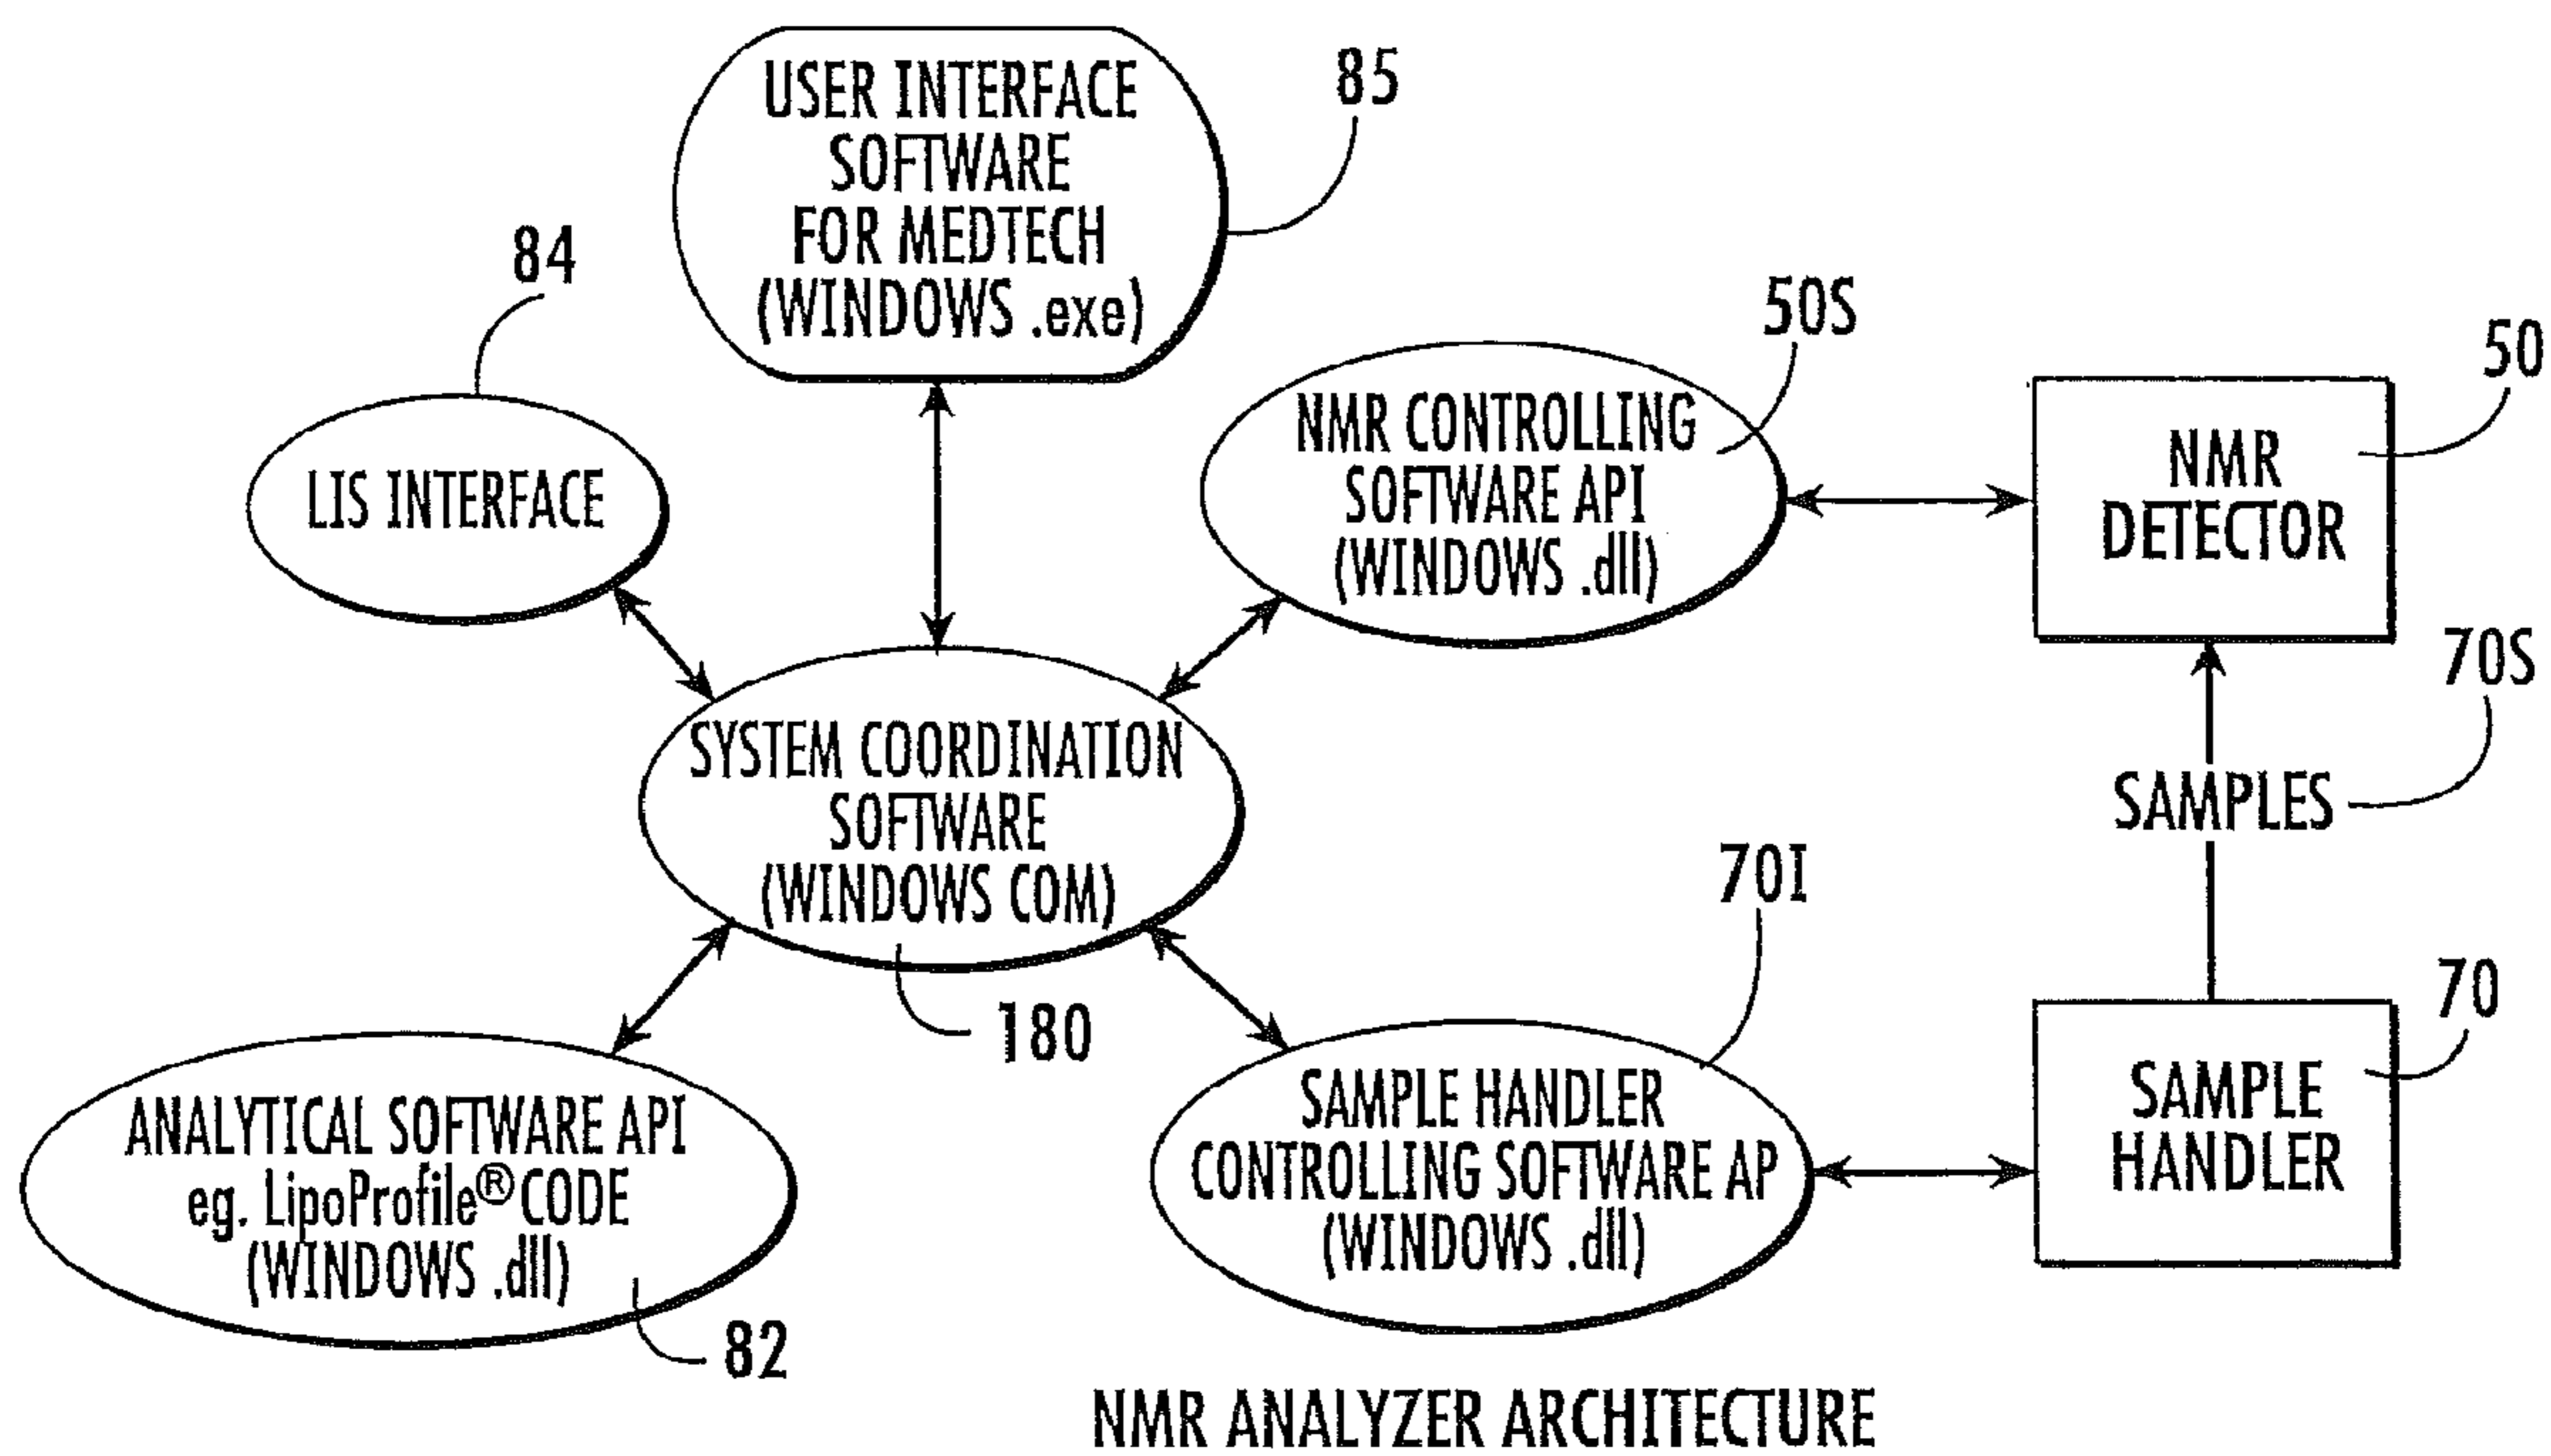 USER INTERFACE
SOFTWARE
FOR MEDTECH
(WINDOWS .exe)
85
84
LIS INTERFACE
50S
NMR CONTROLLING
SOFTWARE API
(WINDOWS .dll)
50
NMR
DETECTOR
70S
SAMPLES
SYSTEM COORDINATION
SOFTWARE
(WINDOWS COM)
180
70I
SAMPLE HANDLER
CONTROLLING SOFTWARE AP
(WINDOWS .dll)
70
SAMPLE
HANDLER
ANALYTICAL SOFTWARE API
eg. LipoProfile® CODE
(WINDOWS .dll)
82
NMR ANALYZER ARCHITECTURE